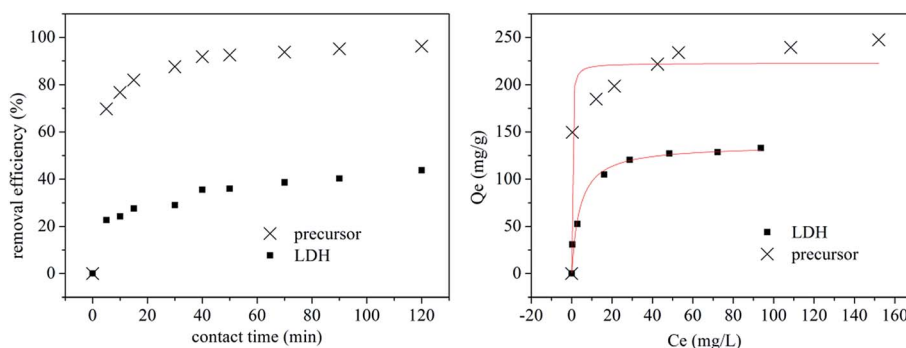 100
80
60
40
20
0
removal efficiency (%)
precursor
LDH
0 20 40 60 80 100 120
contact time (min)
250
200
150
100
50
0
Qe (mg/g)
LDH
precursor
-20 0 20 40 60 80 100 120 140 160
Ce (mg/L)